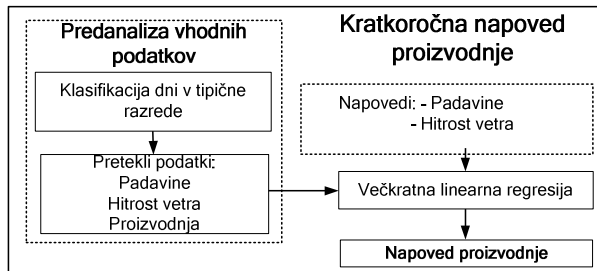 Predanaliza vhodnih
podatkov
Klasifikacija dni v tipične
razrede
Pretekli podatki:
Padavine
Hitrost vetra
Proizvodnja
Kratkoročna napoved
proizvodnje
Napovedi: - Padavine
- Hitrost vetra
Večkratna linearna regresija
Napoved proizvodnje